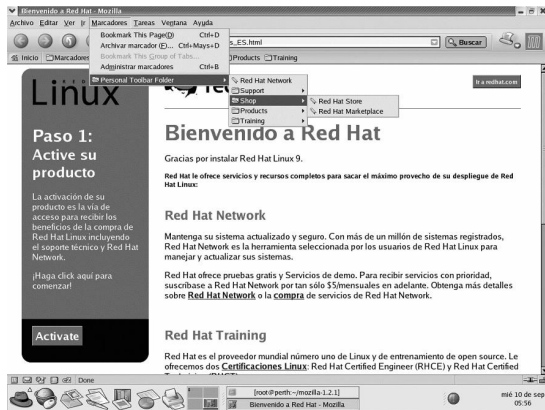 Bienvenido a Red Hat - Mozilla
Archivo Editar Ver Ir Marcadores Tareas Ventana Ayuda
Bookmark This Page(D) Ctrl+D
Archivar marcador (F)... Ctrl+Mays+D
Bookmark This Group of Tabs...
Administrar marcadores Ctrl+B
Personal Toolbar Folder
Red Hat Network
Support
Shop
Products
Training
Red Hat Store
Red Hat Marketplace
s_ES.html
Buscar
Inicio Marcadores
Products Training
Linux
Ir a redhat.com
Paso 1:
Active su
producto
La activación de su
producto es la vía de
acceso para recibir los
beneficios de la compra de
Red Hat Linux incluyendo
el soporte técnico y Red Hat
Network.
¡Haga click aquí para
comenzar!
Activate
Bienvenido a Red Hat
Gracias por instalar Red Hat Linux 9.
Red Hat le ofrece servicios y recursos completos para sacar el máximo provecho de su despliegue de Red
Hat Linux:
Red Hat Network
Mantenga su sistema actualizado y seguro. Con más de un millón de sistemas registrados,
Red Hat Network es la herramienta seleccionada por los usuarios de Red Hat Linux para
manejar y actualizar sus sistemas.
Red Hat ofrece pruebas gratis y Servicios de demo. Para recibir servicios con prioridad,
suscríbase a Red Hat Network por tan sólo $5/mensuales en adelante. Obtenga más detalles
sobre Red Hat Network o la compra de servicios de Red Hat Network.
Red Hat Training
Red Hat es el proveedor mundial número uno de Linux y de entrenamiento de open source. Le
ofrecemos dos Certificaciones Linux: Red Hat Certified Engineer (RHCE) y Red Hat Certified
Done
[root@perth:~/mozilla-1.2.1]
Bienvenido a Red Hat - Mozilla
mié 10 de sep
05:56